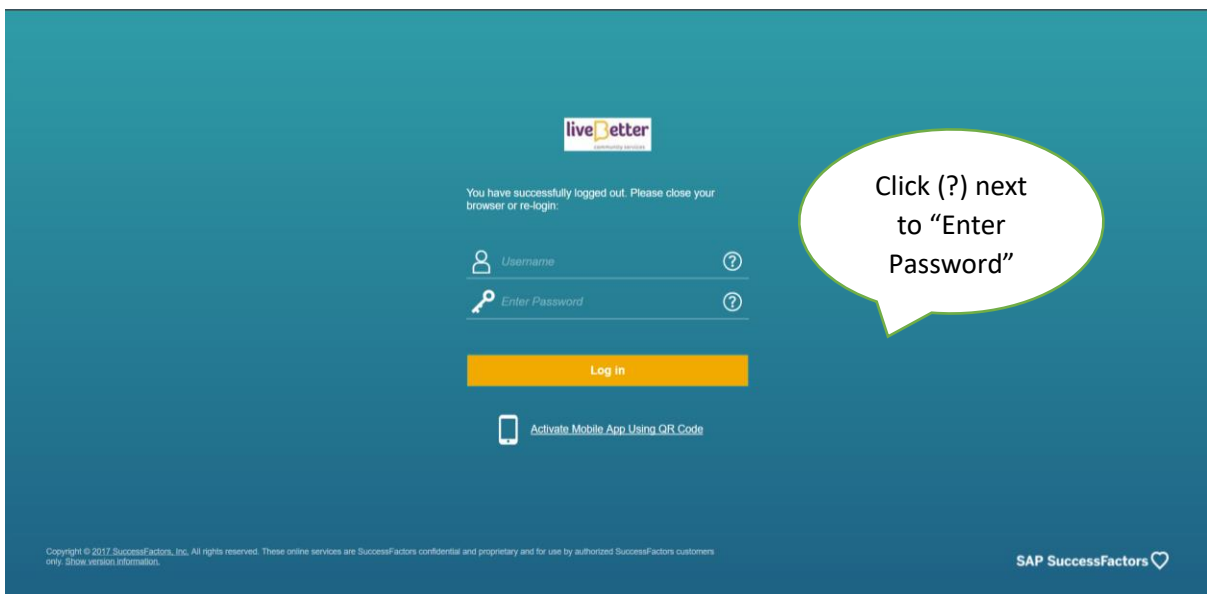 liveBetter
community services
You have successfully logged out. Please close your
browser or re-login:
Click (?) next
to “Enter
Password”
Username
?
Enter Password
?
Log in
Activate Mobile App Using QR Code
Copyright © 2017 SuccessFactors, Inc. All rights reserved. These online services are SuccessFactors confidential and proprietary and for use by authorized SuccessFactors customers
only. Show version information.
SAP SuccessFactors